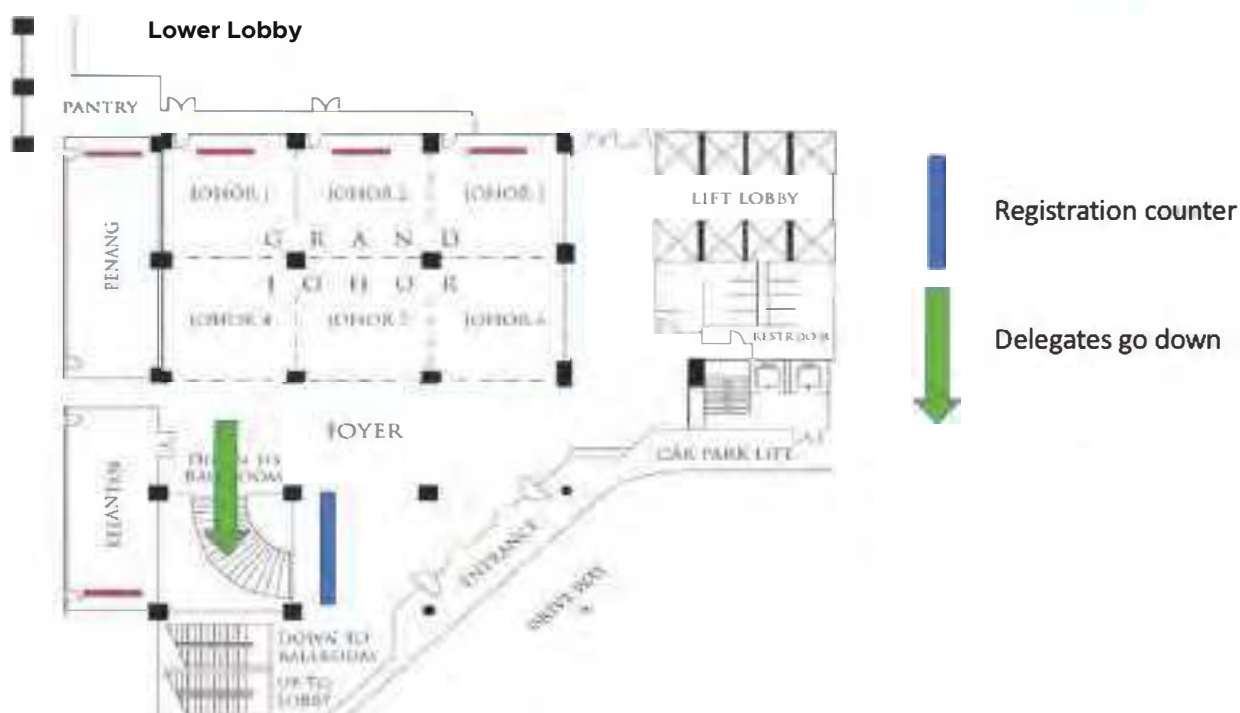 Lower Lobby
PANTRY
JOHOR 1
JOHOR 2
JOHOR 3
LIFT LOBBY
Registration counter
PENANG
GRAND
JOHOR
JOHOR 4
JOHOR 5
JOHOR 6
RESTROOM
Delegates go down
FOYER
CAR PARK LIFT
BALLROOM
KELANTAN
ENTRANCE
DRIVE WAY
DOWN TO
BALLROOM
UP TO
LOBBY